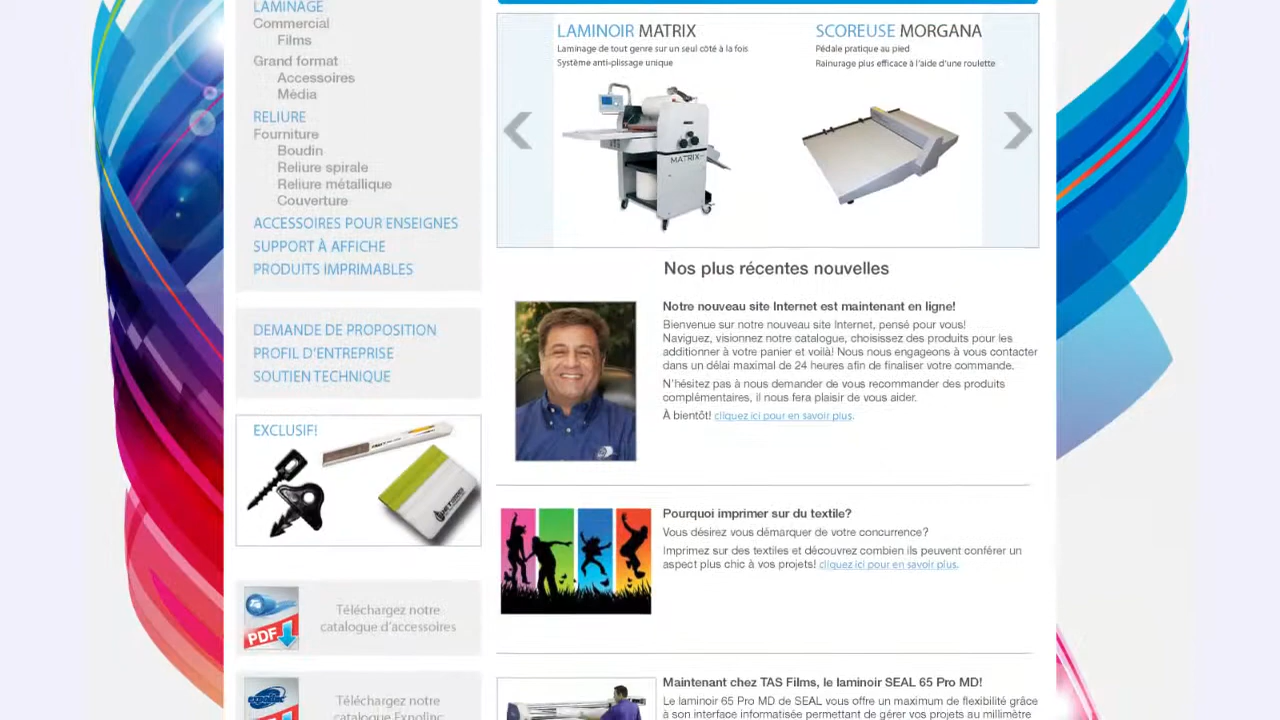 LAMINAGE
Commercial
Films
Grand format
Accessoires
Média
RELIURE
Fourniture
Boudin
Reliure spirale
Reliure métallique
Couverture
ACCESSOIRES POUR ENSEIGNES
SUPPORT À AFFICHE
PRODUITS IMPRIMABLES
DEMANDE DE PROPOSITION
PROFIL D'ENTREPRISE
SOUTIEN TECHNIQUE
EXCLUSIF!
PDF
Téléchargez notre
catalogue d'accessoires
Téléchargez notre
catalogue Expolinc
LAMINOIR MATRIX
Laminage de tout genre sur un seul côté à la fois
Système anti-plissage unique
MATRIX
SCOREUSE MORGANA
Pédale pratique au pied
Rainurage plus efficace à l'aide d'une roulette
Nos plus récentes nouvelles
Notre nouveau site Internet est maintenant en ligne!
Bienvenue sur notre nouveau site Internet, pensé pour vous!
Naviguez, visionnez notre catalogue, choisissez des produits pour les
additionner à votre panier et voilà! Nous nous engageons à vous contacter
dans un délai maximal de 24 heures afin de finaliser votre commande.
N'hésitez pas à nous demander de vous recommander des produits
complémentaires, il nous fera plaisir de vous aider.
À bientôt! cliquez ici pour en savoir plus.
Pourquoi imprimer sur du textile?
Vous désirez vous démarquer de votre concurrence?
Imprimez sur des textiles et découvrez combien ils peuvent conférer un
aspect plus chic à vos projets! cliquez ici pour en savoir plus.
Maintenant chez TAS Films, le laminoir SEAL 65 Pro MD!
Le laminoir 65 Pro MD de SEAL vous offre un maximum de flexibilité grâce
à son interface informatisée permettant de gérer vos projets au millimètre